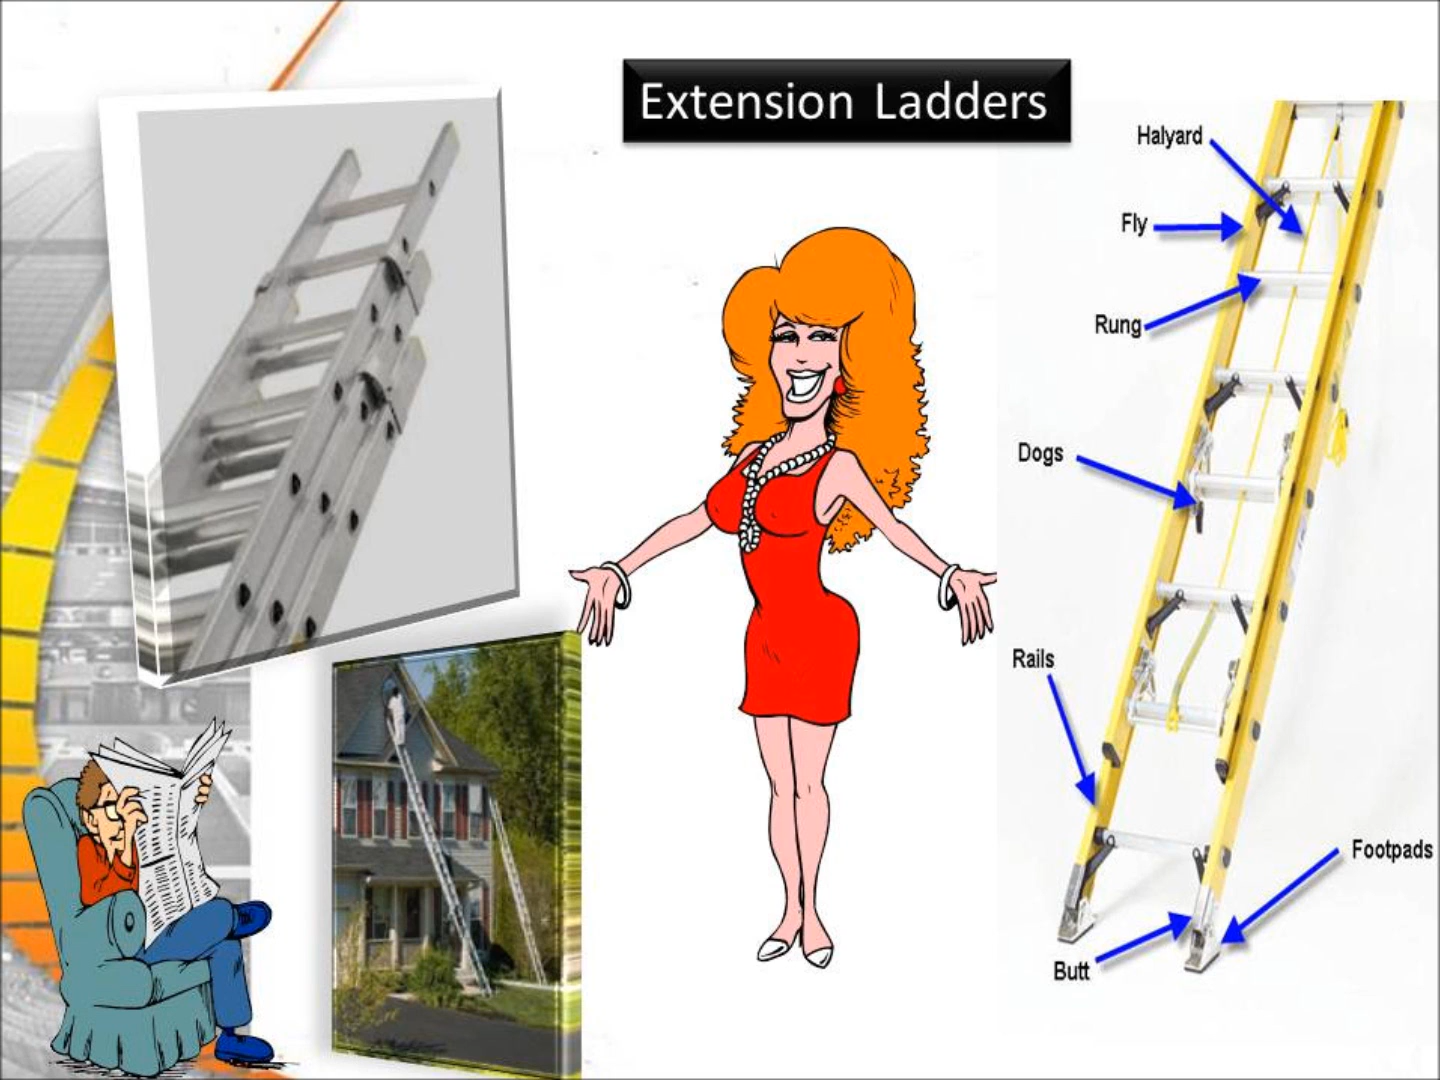 Extension Ladders
Halyard
Fly
Rung
Dogs
Rails
Footpads
Butt